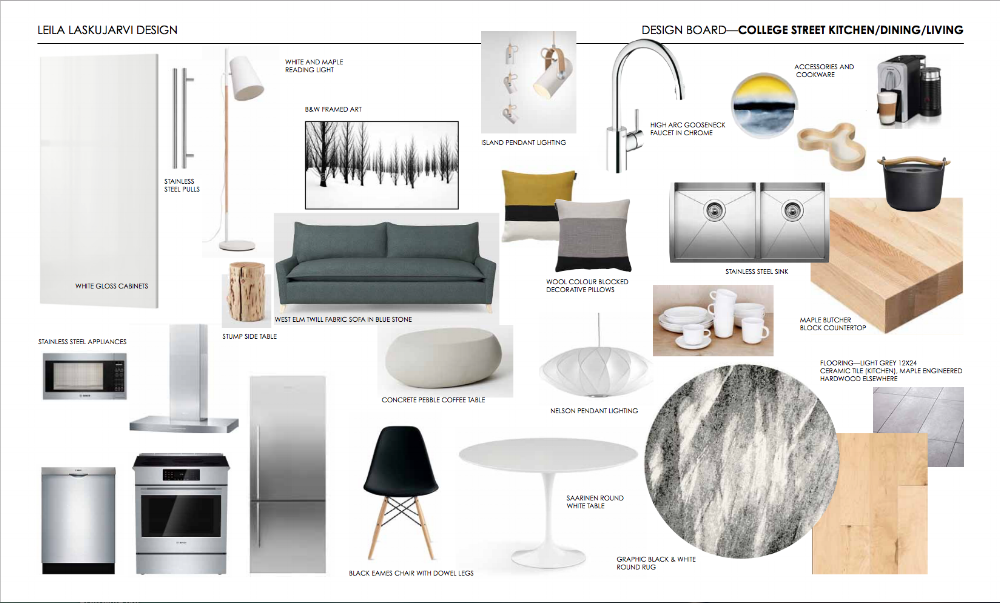 LEILA LASKUJARVI DESIGN
DESIGN BOARD—COLLEGE STREET KITCHEN/DINING/LIVING
WHITE AND MAPLE
READING LIGHT
ACCESSORIES AND
COOKWARE
B&W FRAMED ART
ISLAND PENDANT LIGHTING
HIGH ARC GOOSENECK
FAUCET IN CHROME
STAINLESS
STEEL PULLS
STAINLESS STEEL SINK
WHITE GLOSS CABINETS
WOOL COLOUR BLOCKED
DECORATIVE PILLOWS
WEST ELM TWILL FABRIC SOFA IN BLUE STONE
MAPLE BUTCHER
BLOCK COUNTERTOP
STUMP SIDE TABLE
STAINLESS STEEL APPLIANCES
FLOORING—LIGHT GREY 12X24
CERAMIC TILE (KITCHEN), MAPLE ENGINEERED
HARDWOOD ELSEWHERE
CONCRETE PEBBLE COFFEE TABLE
NELSON PENDANT LIGHTING
SAARINEN ROUND
WHITE TABLE
GRAPHIC BLACK & WHITE
ROUND RUG
BLACK EAMES CHAIR WITH DOWEL LEGS